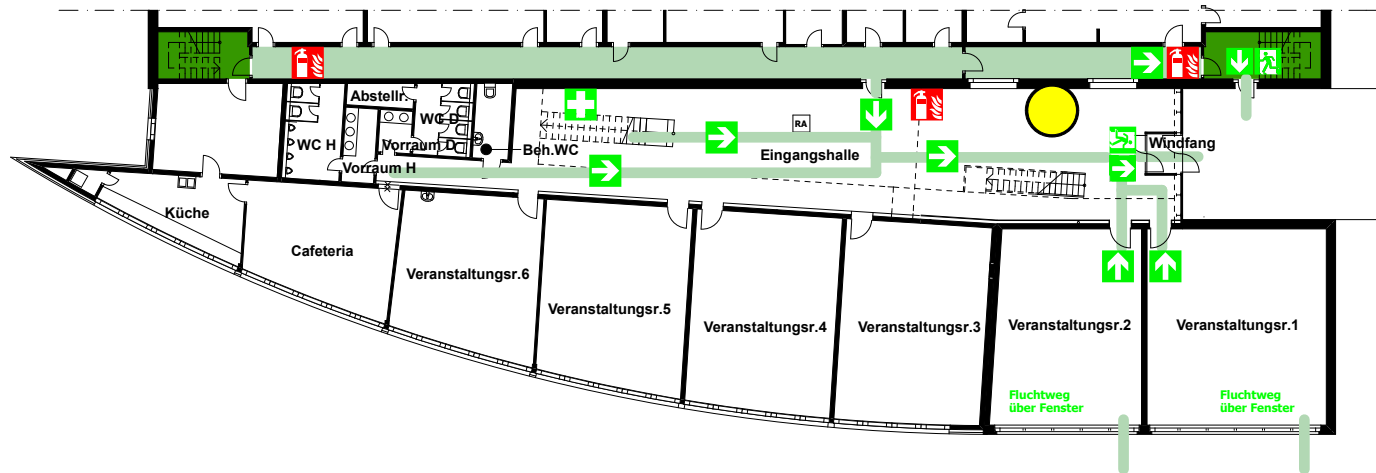 Abstellr.
WC H
WC D
Vorraum D
Beh.WC
Vorraum H
RA
Eingangshalle
Windfang
Küche
Cafeteria
Veranstaltungsr.6
Veranstaltungsr.5
Veranstaltungsr.4
Veranstaltungsr.3
Veranstaltungsr.2
Veranstaltungsr.1
Fluchtweg
über Fenster
Fluchtweg
über Fenster